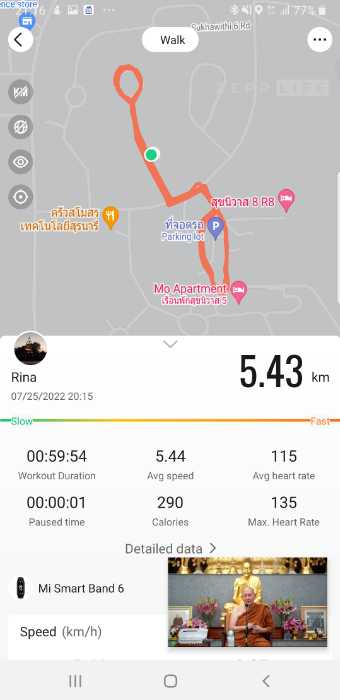 ence store
21:16
77%
Walk
Sukhawithi 6 Rd
ZEPP LIFE
สุขนิวาส 8 R8
ครัวสโมสร
เทคโนโลยีสุรนารี
ที่จอดรถ
Parking lot
Mo Apartment
เรือนพักสุขนิวาส 5
Rina
5.43 km
07/25/2022 20:15
Slow
Fast
00:59:54
5.44
115
Workout Duration
Avg speed
Avg heart rate
00:00:01
290
135
Paused time
Calories
Max. Heart Rate
Detailed data
Mi Smart Band 6
Speed (km/h)